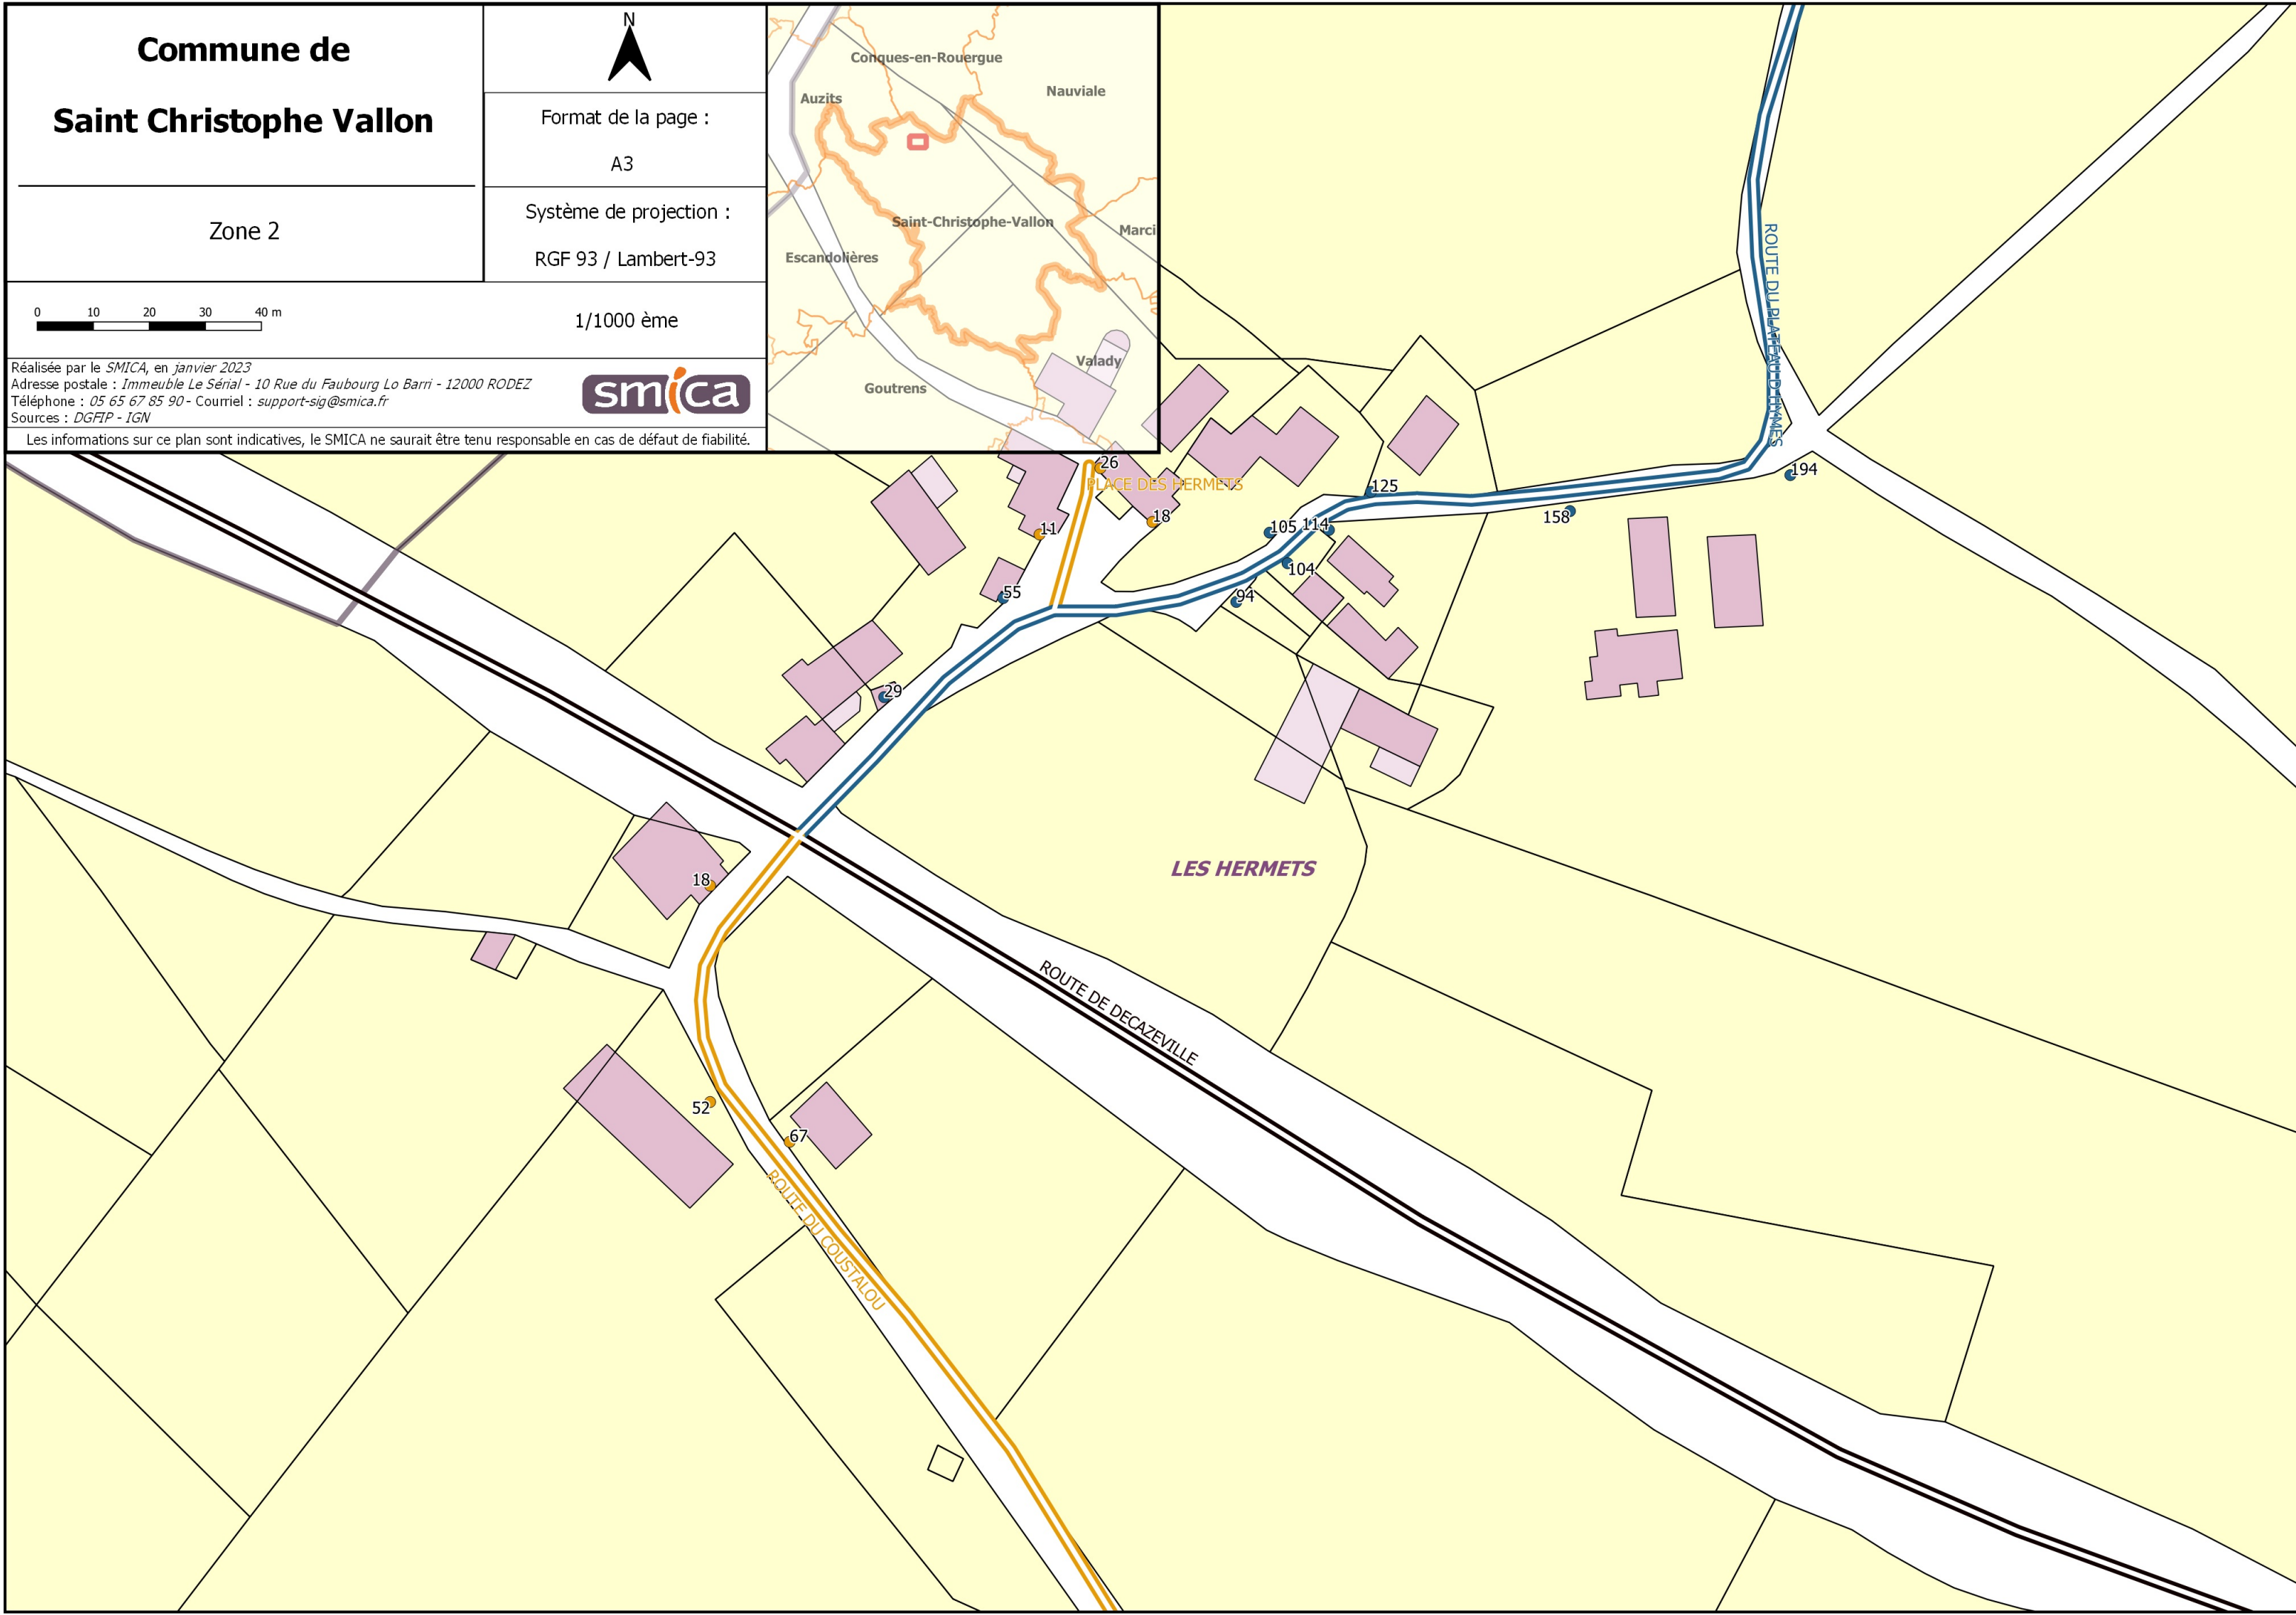 Commune de
Saint Christophe Vallon
Zone 2
N
Format de la page :
A3
Système de projection :
RGF 93 / Lambert-93
0 10 20 30 40 m
1/1000 ème
Réalisée par le SMICA, en janvier 2023
Adresse postale : Immeuble Le Sérial - 10 Rue du Faubourg Lo Barri - 12000 RODEZ
Téléphone : 05 65 67 85 90 - Courriel : support-sig@smica.fr
Sources : DGFIP - IGN
smica
Les informations sur ce plan sont indicatives, le SMICA ne saurait être tenu responsable en cas de défaut de fiabilité.
Conques-en-Rouergue
Nauviale
Auzits
Saint-Christophe-Vallon
Marci
Escandolières
Valady
Goutrens
ROUTE DU PLATEAU D'HYMES
26
PLACE DES HERMETS
194
125
18
158
105
114
11
104
55
94
29
LES HERMETS
18
ROUTE DE DECAZEVILLE
52
67
ROUTE DU COUSTALOU